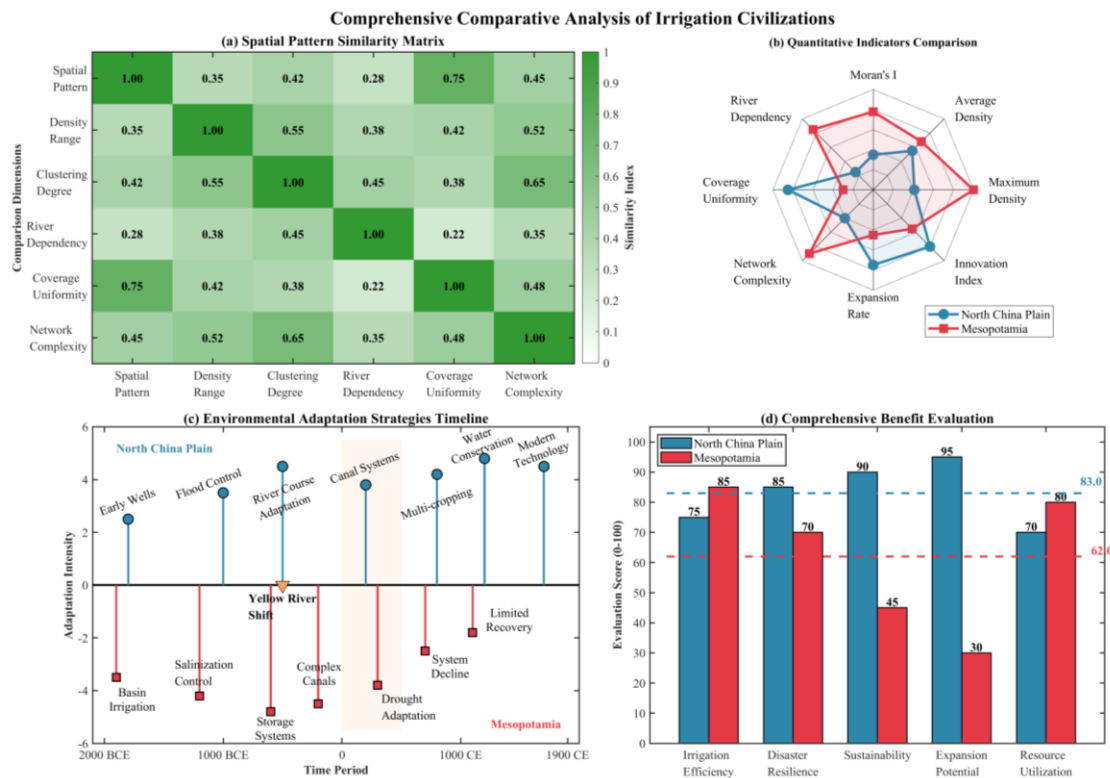 Comprehensive Comparative Analysis of Irrigation Civilizations
(a) Spatial Pattern Similarity Matrix
Comparison Dimensions
Spatial
Pattern
1.00 0.35 0.42 0.28 0.75 0.45
Density
Range
0.35 1.00 0.55 0.38 0.42 0.52
Clustering
Degree
0.42 0.55 1.00 0.45 0.38 0.65
River
Dependency
0.28 0.38 0.45 1.00 0.22 0.35
Coverage
Uniformity
0.75 0.42 0.38 0.22 1.00 0.48
Network
Complexity
0.45 0.52 0.65 0.35 0.48 1.00
Spatial
Pattern
Density
Range
Clustering
Degree
River
Dependency
Coverage
Uniformity
Network
Complexity
1
0.9
0.8
0.7
0.6
0.5
0.4
0.3
0.2
0.1
0
Similarity Index
(b) Quantitative Indicators Comparison
Moran's I
River
Dependency
Average
Density
Coverage
Uniformity
Maximum
Density
Network
Complexity
Innovation
Index
Expansion
Rate
North China Plain
Mesopotamia
(c) Environmental Adaptation Strategies Timeline
Adaptation Intensity
6
4
2
0
-2
-4
-6
North China Plain
Early Wells
Flood Control
River Course
Adaptation
Canal Systems
Multi-cropping
Water
Conservation
Modern
Technology
Yellow River
Shift
Basin
Irrigation
Salinization
Control
Storage
Systems
Complex
Canals
Drought
Adaptation
System
Decline
Limited
Recovery
Mesopotamia
2000 BCE
1000 BCE
0
1000 CE
1900 CE
Time Period
(d) Comprehensive Benefit Evaluation
Evaluation Score (0-100)
100
90
80
70
60
50
40
30
20
10
0
North China Plain
Mesopotamia
75
85
85
70
90
45
95
30
70
80
83.0
62.0
Irrigation
Efficiency
Disaster
Resilience
Sustainability
Expansion
Potential
Resource
Utilization